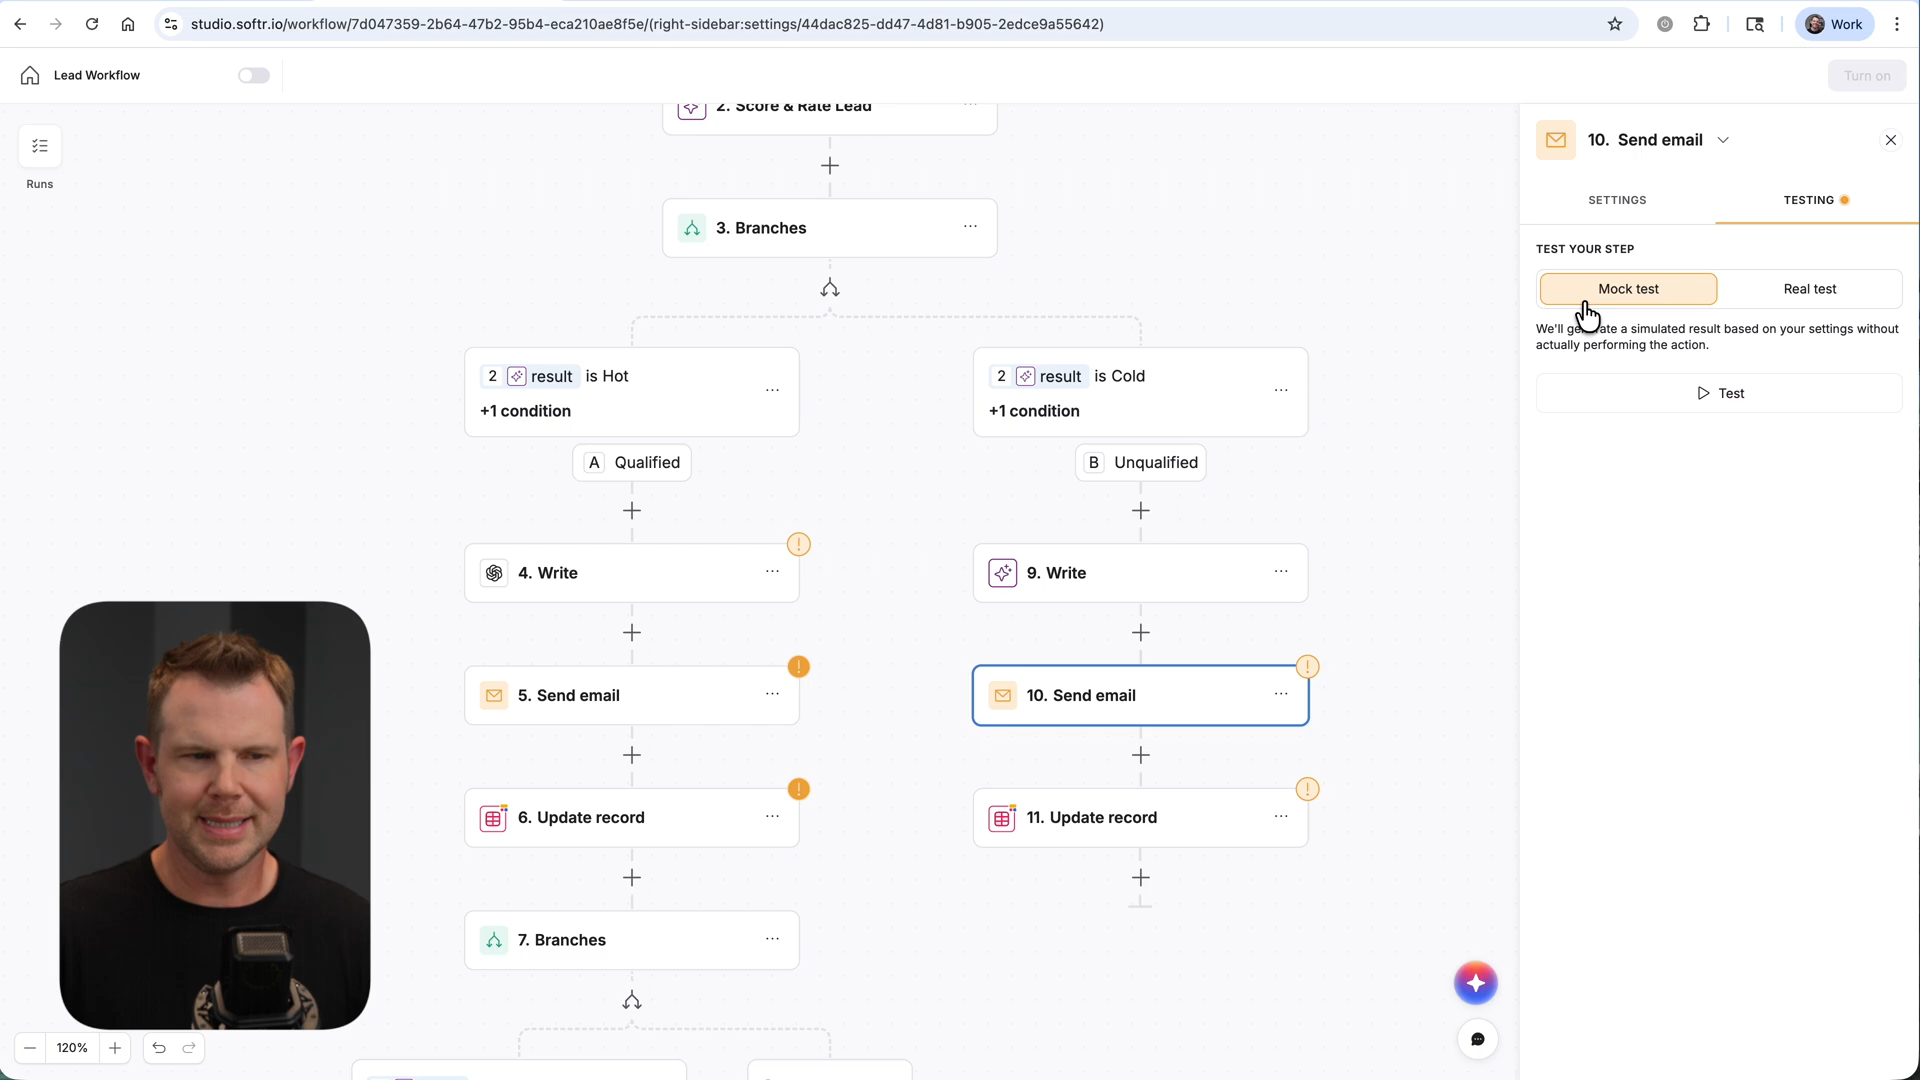 studio.softr.io/workflow/7d047359-2b64-47b2-95b4-eca210ae8f5e/(right-sidebar:settings/44dac825-dd47-4d81-b905-2edce9a55642)
Work
Lead Workflow
Turn on
Runs
2. Score & Rate Lead
3. Branches
2 result is Hot
+1 condition
2 result is Cold
+1 condition
A Qualified
B Unqualified
4. Write
9. Write
5. Send email
10. Send email
6. Update record
11. Update record
7. Branches
120%
10. Send email
SETTINGS
TESTING
TEST YOUR STEP
Mock test
Real test
We'll generate a simulated result based on your settings without
actually performing the action.
Test